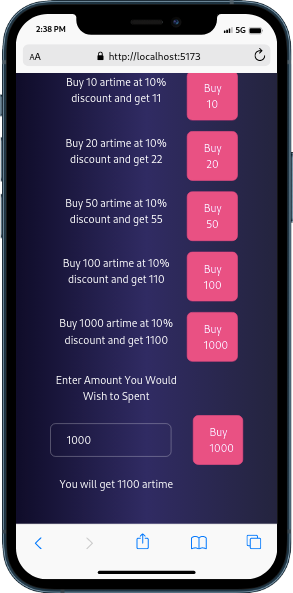 2:38 PM
5G
AA
http://localhost:5173
Buy 10 artime at 10%
discount and get 11
Buy
10
Buy 20 artime at 10%
discount and get 22
Buy
20
Buy 50 artime at 10%
discount and get 55
Buy
50
Buy 100 artime at 10%
discount and get 110
Buy
100
Buy 1000 artime at 10%
discount and get 1100
Buy
1000
Enter Amount You Would
Wish to Spent
1000
Buy
1000
You will get 1100 artime